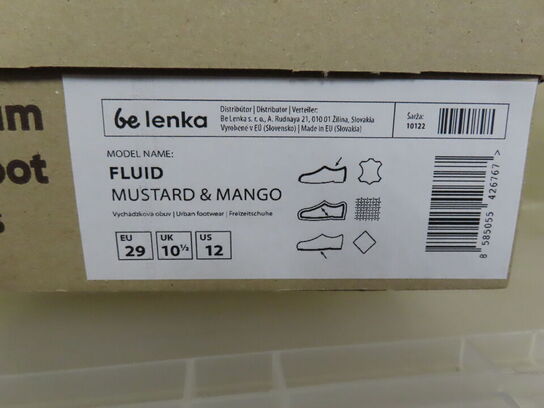 um
oot
s
be lenka
Distribútor | Distributor | Verteiler:
Be Lenka s. r. o., A. Rudnaya 21, 010 01 Žilina, Slovakia
Vyrobené v EÚ (Slovensko) | Made in EU (Slovakia)
Šarža:
10122
MODEL NAME:
FLUID
MUSTARD & MANGO
Vychádzková obuv | Urban footwear | Freizeitschuhe
EU UK US
29 10½ 12
8 585055 426767 >